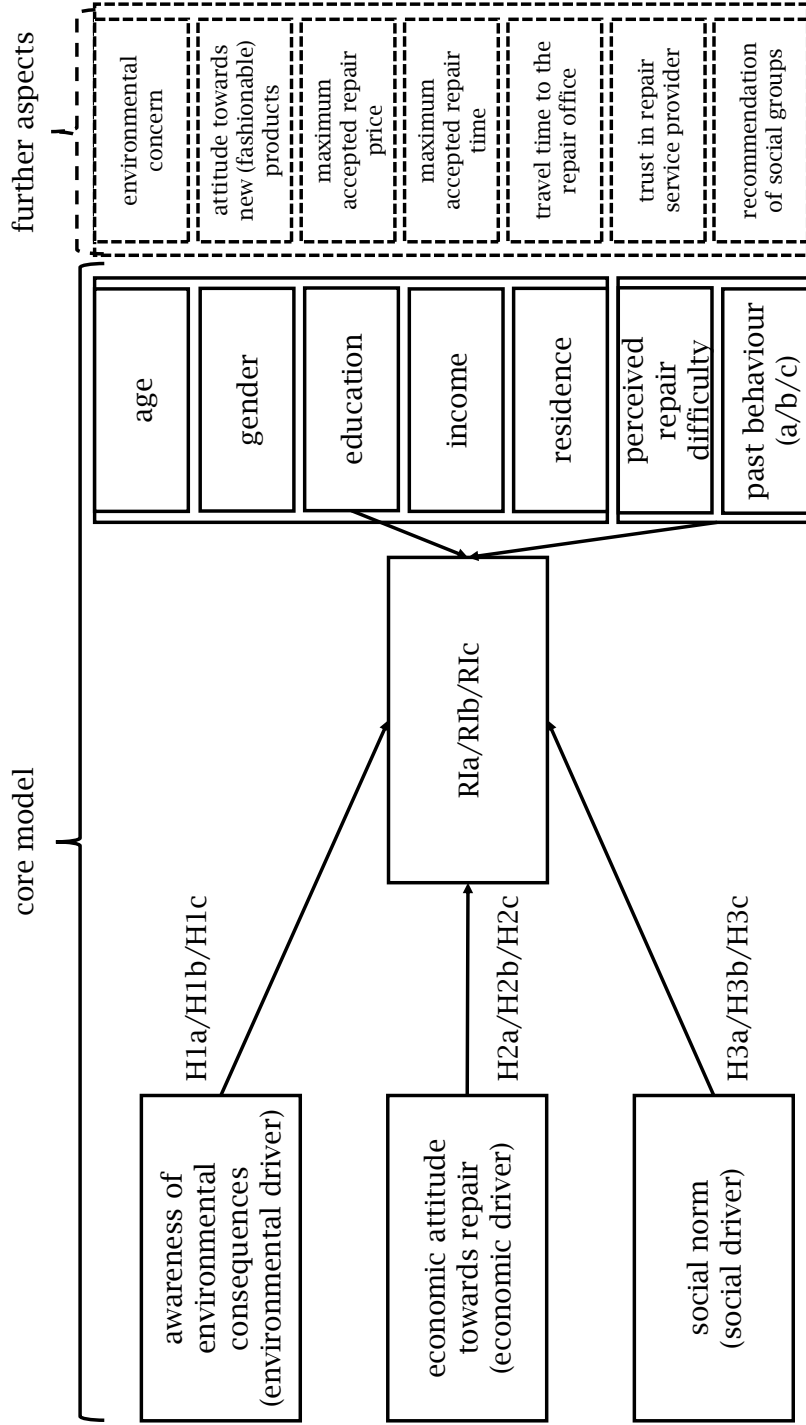 core model
further aspects
awareness of
environmental
consequences
(environmental driver)
economic attitude
towards repair
(economic driver)
social norm
(social driver)
H1a/H1b/H1c
H2a/H2b/H2c
H3a/H3b/H3c
RIa/RIb/RIc
age
gender
education
income
residence
perceived
repair
difficulty
past behaviour
(a/b/c)
environmental
concern
attitude towards
new (fashionable)
products
maximum
accepted repair
price
maximum
accepted repair
time
travel time to the
repair office
trust in repair
service provider
recommendation
of social groups